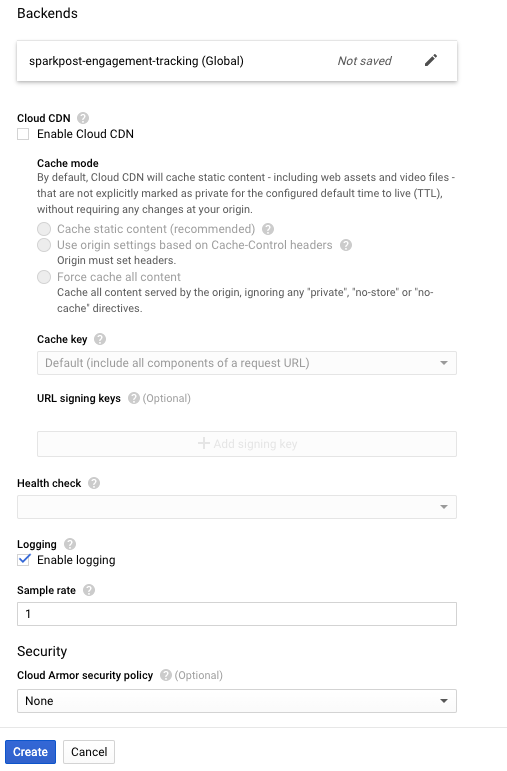 Backends
sparkpost-engagement-tracking (Global) Not saved
Cloud CDN ?
Enable Cloud CDN
Cache mode
By default, Cloud CDN will cache static content - including web assets and video files -
that are not explicitly marked as private for the configured default time to live (TTL),
without requiring any changes at your origin.
Cache static content (recommended) ?
Use origin settings based on Cache-Control headers ?
Origin must set headers.
Force cache all content
Cache all content served by the origin, ignoring any "private", "no-store" or "no-
cache" directives.
Cache key ?
Default (include all components of a request URL)
URL signing keys ? (Optional)
+ Add signing key
Health check ?
Logging ?
Enable logging
Sample rate ?
1
Security
Cloud Armor security policy ? (Optional)
None
Create Cancel